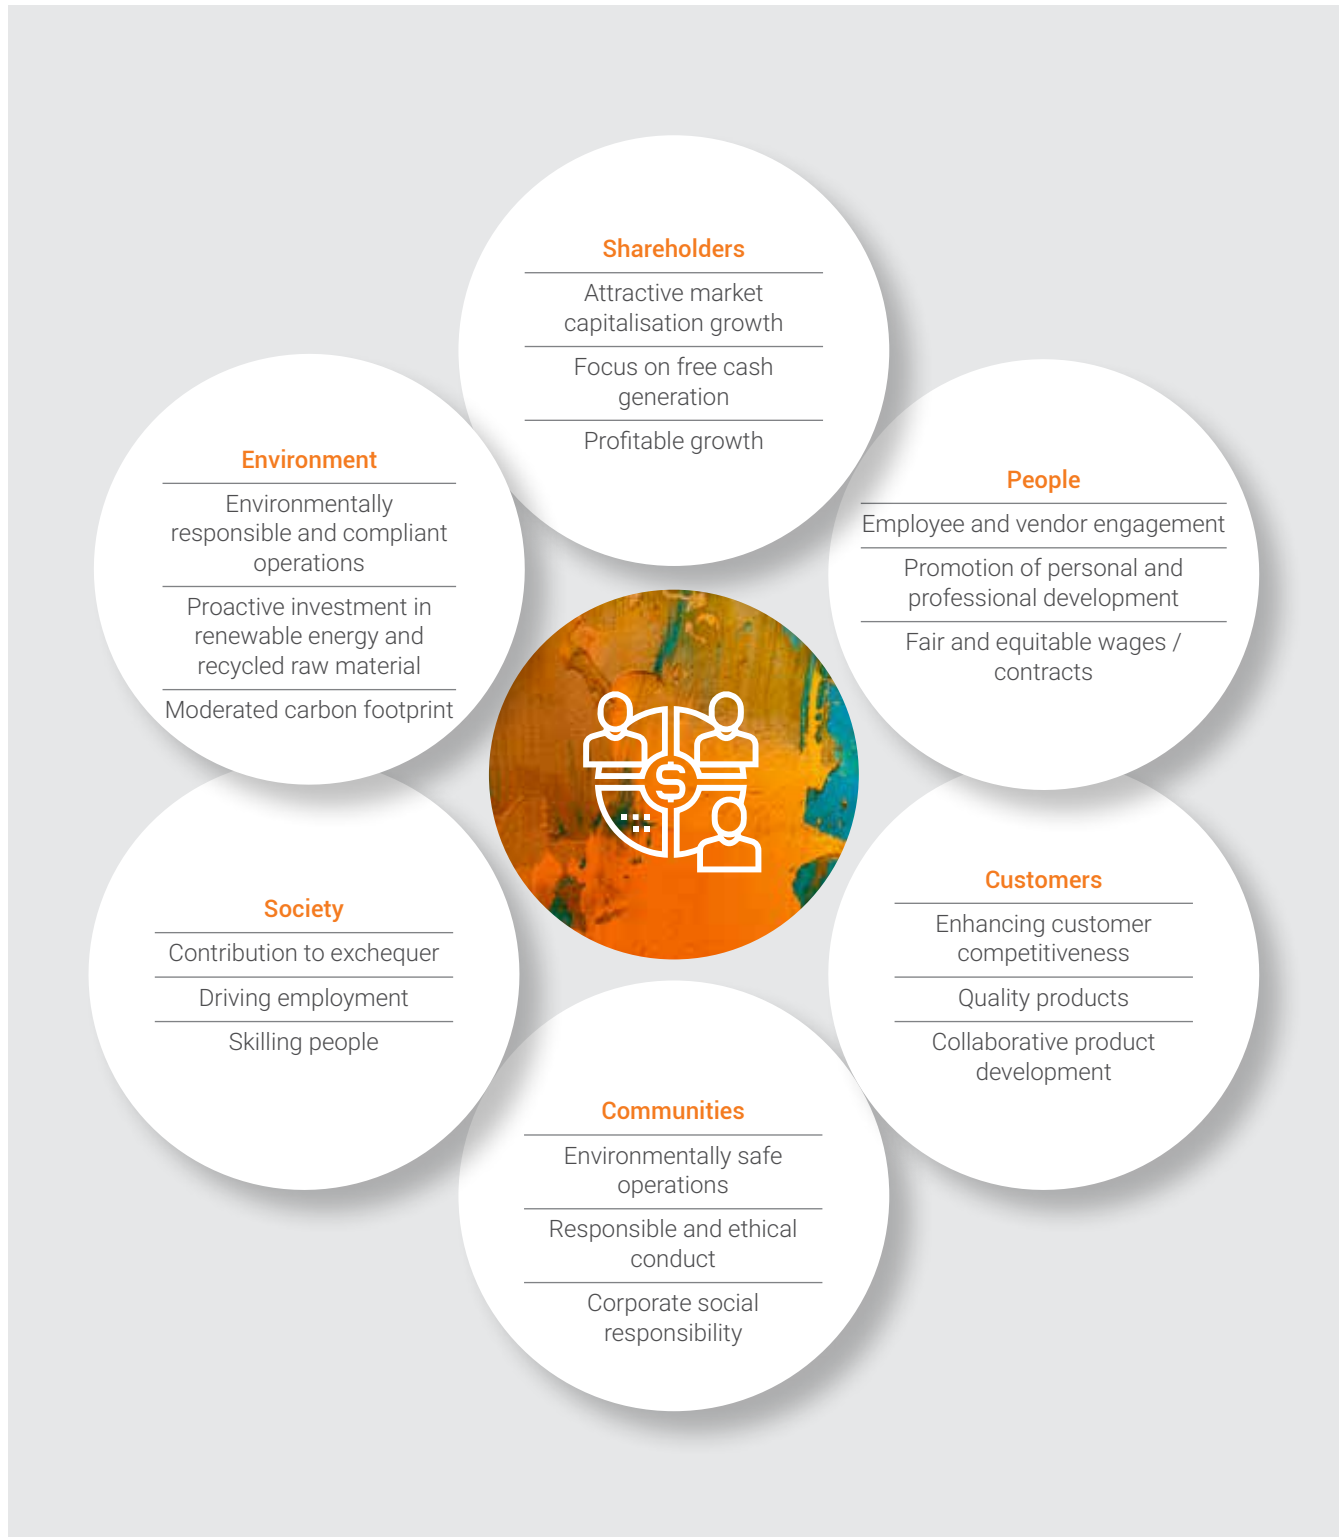 Shareholders
Attractive market
capitalisation growth
Focus on free cash
generation
Profitable growth
People
Employee and vendor engagement
Promotion of personal and
professional development
Fair and equitable wages /
contracts
Customers
Enhancing customer
competitiveness
Quality products
Collaborative product
development
Communities
Environmentally safe
operations
Responsible and ethical
conduct
Corporate social
responsibility
Society
Contribution to exchequer
Driving employment
Skilling people
Environment
Environmentally
responsible and compliant
operations
Proactive investment in
renewable energy and
recycled raw material
Moderated carbon footprint
$